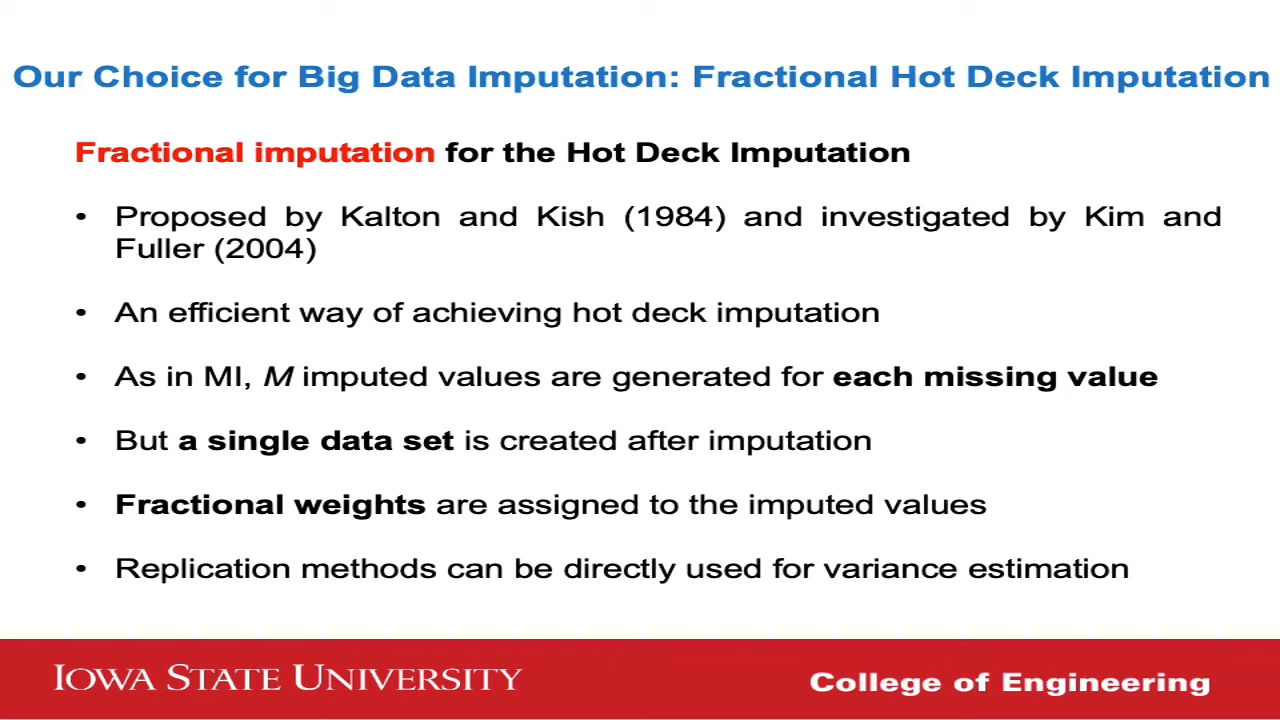 Our Choice for Big Data Imputation: Fractional Hot Deck Imputation
Fractional imputation for the Hot Deck Imputation
• Proposed by Kalton and Kish (1984) and investigated by Kim and
Fuller (2004)
• An efficient way of achieving hot deck imputation
• As in MI, M imputed values are generated for each missing value
• But a single data set is created after imputation
• Fractional weights are assigned to the imputed values
• Replication methods can be directly used for variance estimation
IOWA STATE UNIVERSITY
College of Engineering